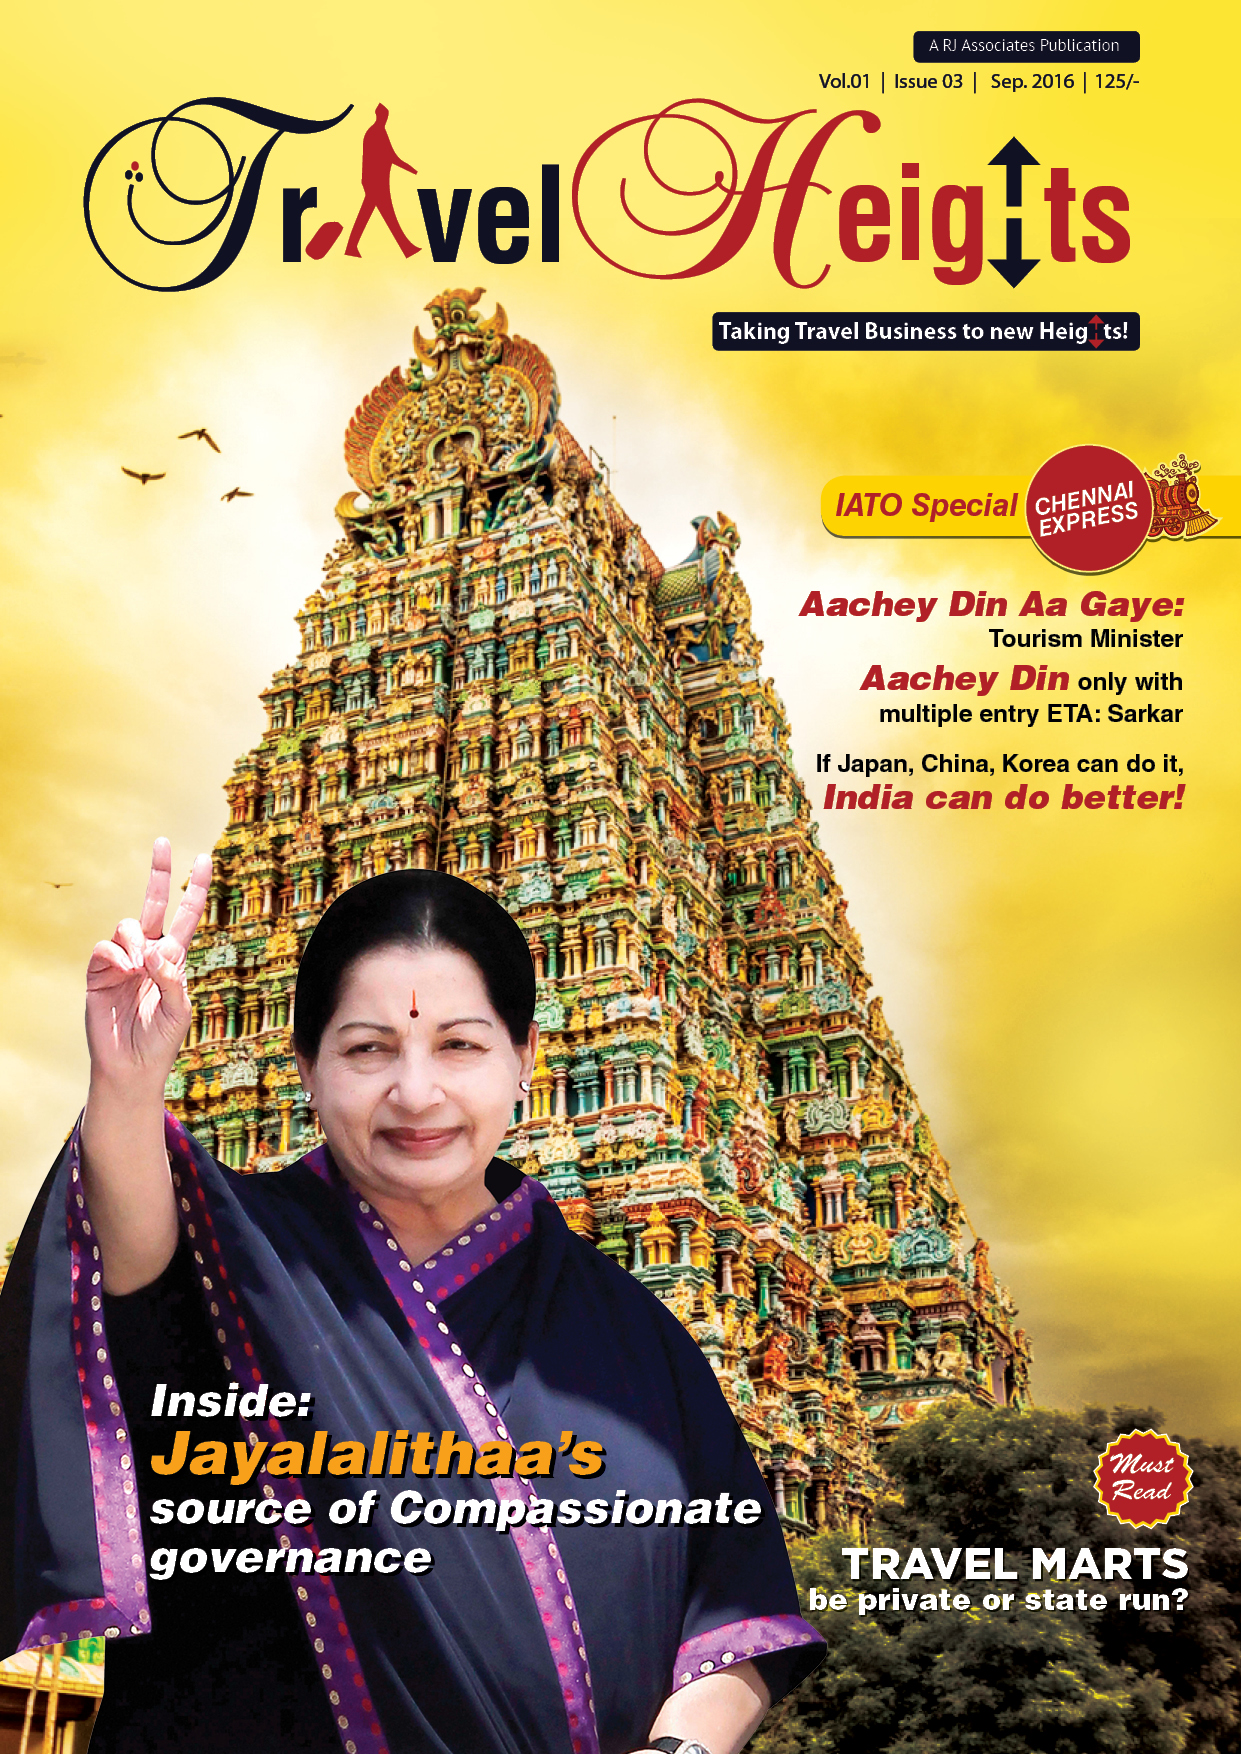 A RJ Associates Publication
Vol.01 | Issue 03 | Sep. 2016 | 125/-
Travel Heights
Taking Travel Business to new Heights!
IATO Special
CHENNAI
EXPRESS
Aachey Din Aa Gaye:
Tourism Minister
Aachey Din only with
multiple entry ETA: Sarkar
If Japan, China, Korea can do it,
India can do better!
Inside:
Jayalalithaa's
source of Compassionate
governance
Must
Read
TRAVEL MARTS
be private or state run?